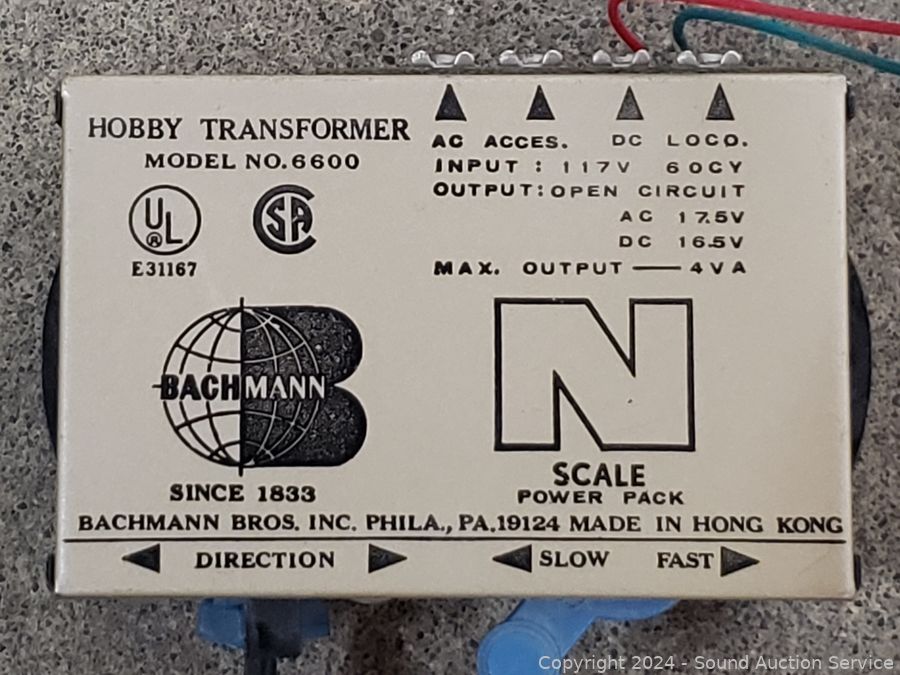 HOBBY TRANSFORMER
MODEL NO.6600
UL
®
E31167
CSA
AC ACCES. DC LOCO.
INPUT : 117V 60CY
OUTPUT: OPEN CIRCUIT
AC 17.5V
DC 16.5V
MAX. OUTPUT — 4VA
BACHMANN
SINCE 1833
N
SCALE
POWER PACK
BACHMANN BROS. INC. PHILA., PA.19124 MADE IN HONG KONG
DIRECTION
SLOW FAST
Copyright 2024 - Sound Auction Service